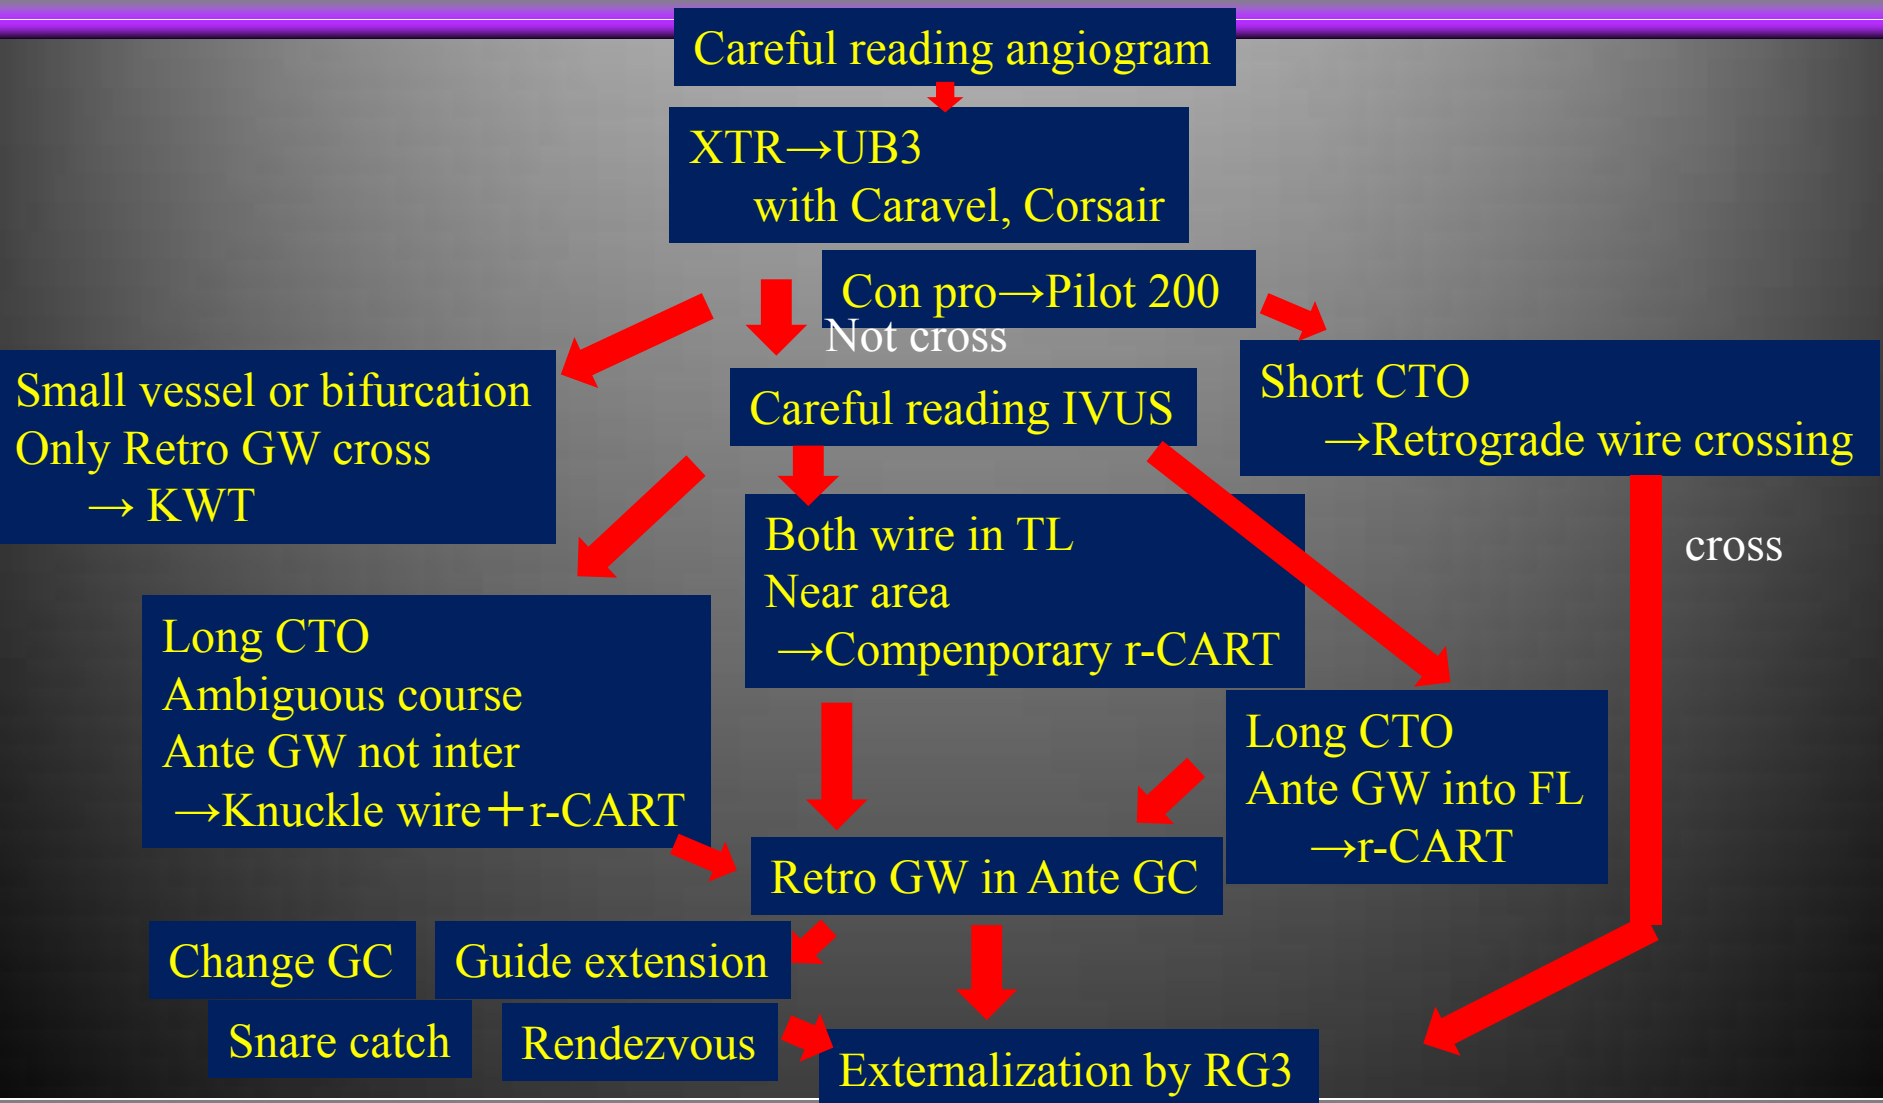 Careful reading angiogram
XTR→UB3
with Caravel, Corsair
Con pro→Pilot 200
Not cross
Small vessel or bifurcation
Only Retro GW cross
→ KWT
Careful reading IVUS
Short CTO
→Retrograde wire crossing
cross
Both wire in TL
Near area
→Compenporary r-CART
Long CTO
Ambiguous course
Ante GW not inter
→Knuckle wire＋r-CART
Long CTO
Ante GW into FL
→r-CART
Retro GW in Ante GC
Change GC
Guide extension
Snare catch
Rendezvous
Externalization by RG3